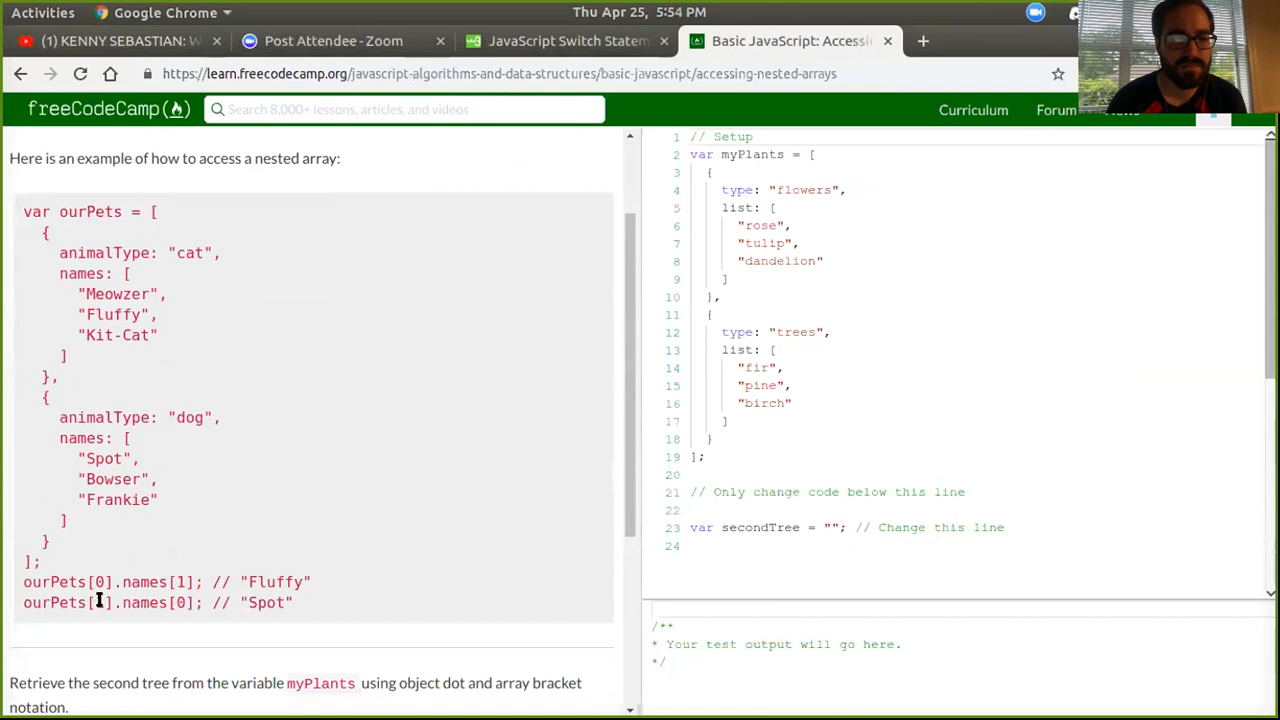 Activities Google Chrome Thu Apr 25, 5:54 PM
(1) KENNY SEBASTIAN: W Post Attendee - Zoom JavaScript Switch Statem Basic JavaScript: Accessi
https://learn.freecodecamp.org/javascript-algorithms-and-data-structures/basic-javascript/accessing-nested-arrays
freeCodeCamp Search 8,000+ lessons, articles, and videos Curriculum Forum News
Here is an example of how to access a nested array:
var ourPets = [
{
animalType: "cat",
names: [
"Meowzer",
"Fluffy",
"Kit-Cat"
]
},
{
animalType: "dog",
names: [
"Spot",
"Bowser",
"Frankie"
]
}
];
ourPets[0].names[1]; // "Fluffy"
ourPets[1].names[0]; // "Spot"
Retrieve the second tree from the variable myPlants using object dot and array bracket
notation.
1 // Setup
2 var myPlants = [
3 {
4 type: "flowers",
5 list: [
6 "rose",
7 "tulip",
8 "dandelion"
9 ]
10 },
11 {
12 type: "trees",
13 list: [
14 "fir",
15 "pine",
16 "birch"
17 ]
18 }
19 ];
20
21 // Only change code below this line
22
23 var secondTree = ""; // Change this line
24
/**
* Your test output will go here.
*/